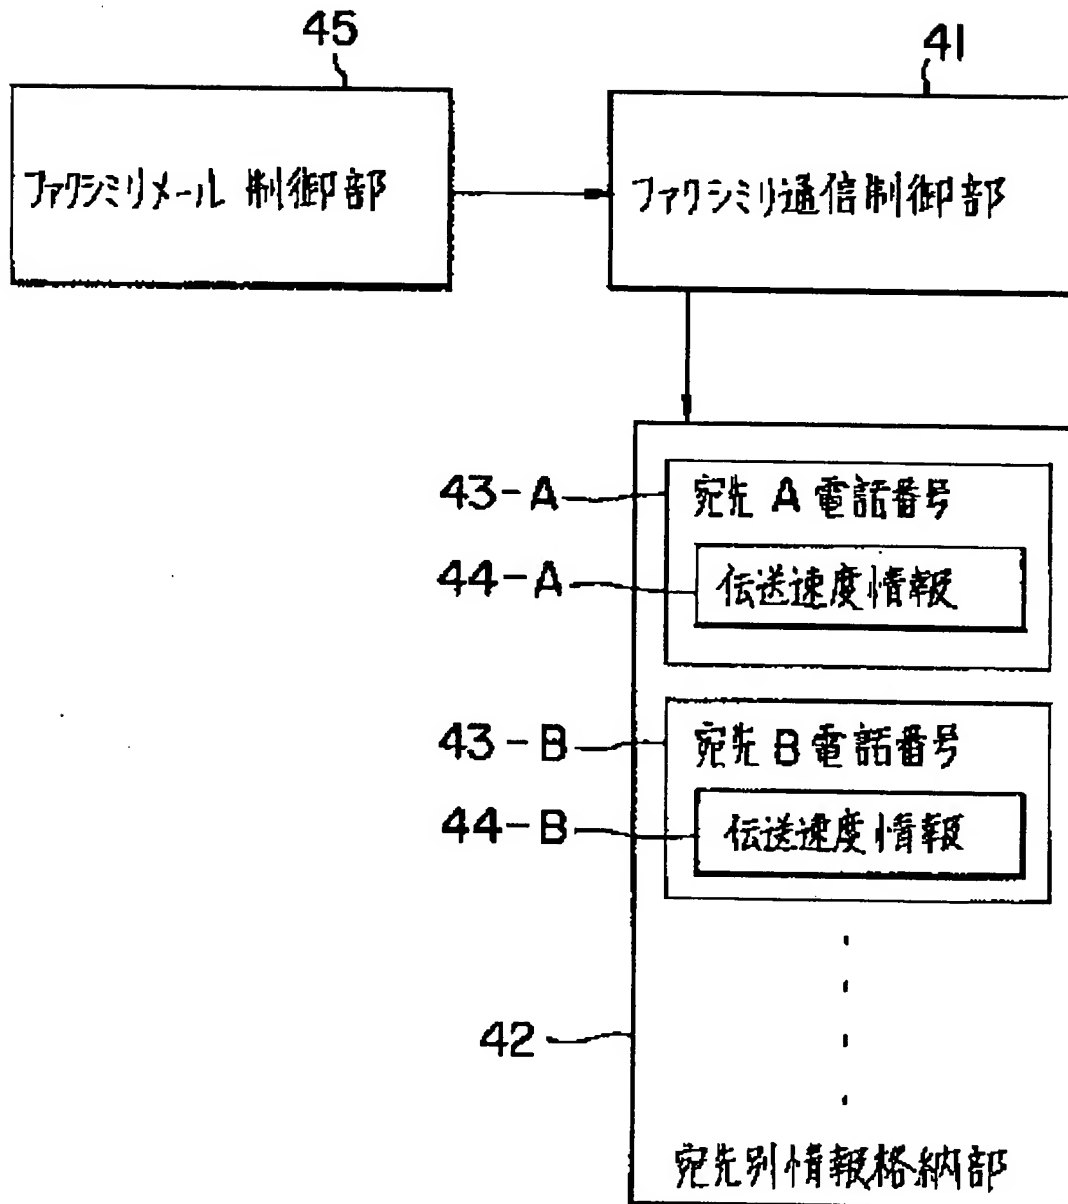 45
41
ファクシミリメール 制御部
ファクシミリ通信制御部
43-A
宛先 A 電話番号
44-A
伝送速度情報
43-B
宛先 B 電話番号
44-B
伝送速度情報
42
宛先別情報格納部